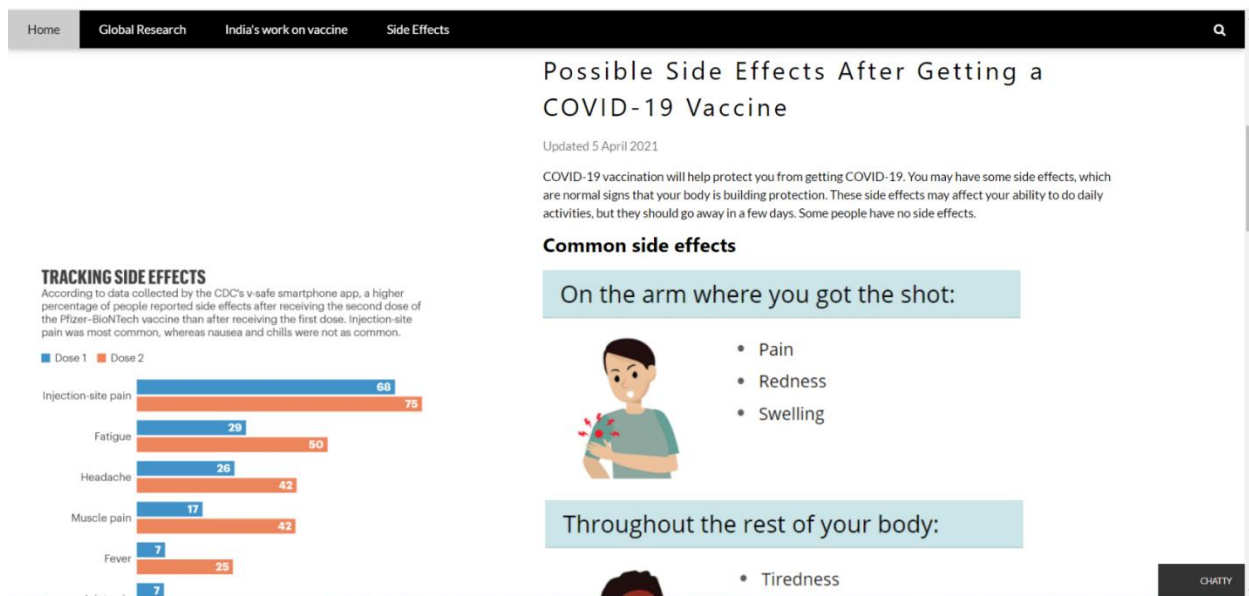 Home Global Research India's work on vaccine Side Effects
Possible Side Effects After Getting a
COVID-19 Vaccine
Updated 5 April 2021
COVID-19 vaccination will help protect you from getting COVID-19. You may have some side effects, which
are normal signs that your body is building protection. These side effects may affect your ability to do daily
activities, but they should go away in a few days. Some people have no side effects.
Common side effects
On the arm where you got the shot:
• Pain
• Redness
• Swelling
Throughout the rest of your body:
• Tiredness
TRACKING SIDE EFFECTS
According to data collected by the CDC's v-safe smartphone app, a higher
percentage of people reported side effects after receiving the second dose of
the Pfizer–BioNTech vaccine than after receiving the first dose. Injection-site
pain was most common, whereas nausea and chills were not as common.
Dose 1 Dose 2
Injection-site pain 68
75
Fatigue 29
50
Headache 26
42
Muscle pain 17
42
Fever 7
25
7
CHATTY